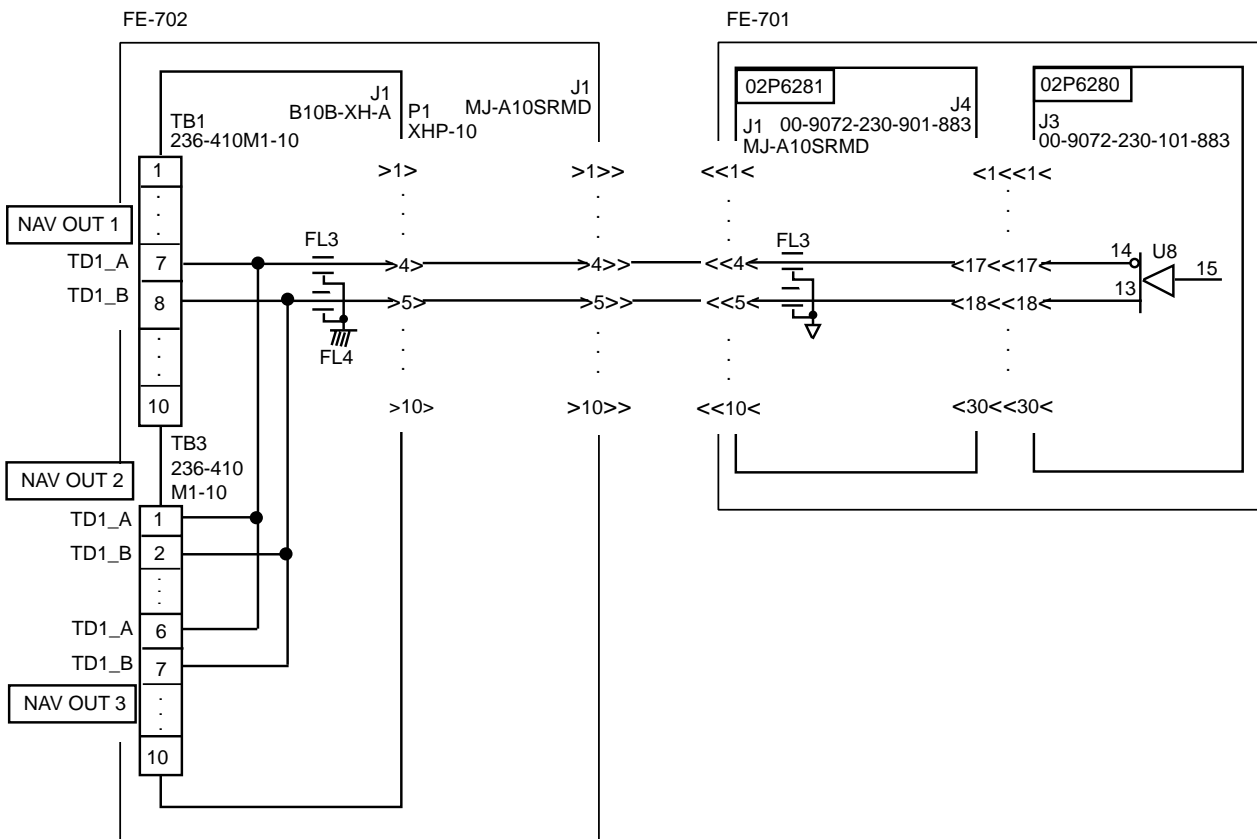 FE-702
FE-701
J1
B10B-XH-A
P1
XHP-10
J1
MJ-A10SRMD
02P6281
J4
J1 00-9072-230-901-883
MJ-A10SRMD
02P6280
J3
00-9072-230-101-883
TB1
236-410M1-10
1
>1>
>1>>
<<1<
<1<<1<
NAV OUT 1
FL3
FL3
TD1_A
7
>4>
>4>>
<<4<
<17<<17<
14
U8
15
TD1_B
8
>5>
>5>>
<<5<
<18<<18<
13
FL4
10
>10>
>10>>
<<10<
<30<<30<
TB3
236-410
M1-10
NAV OUT 2
TD1_A
1
TD1_B
2
TD1_A
6
TD1_B
7
NAV OUT 3
10